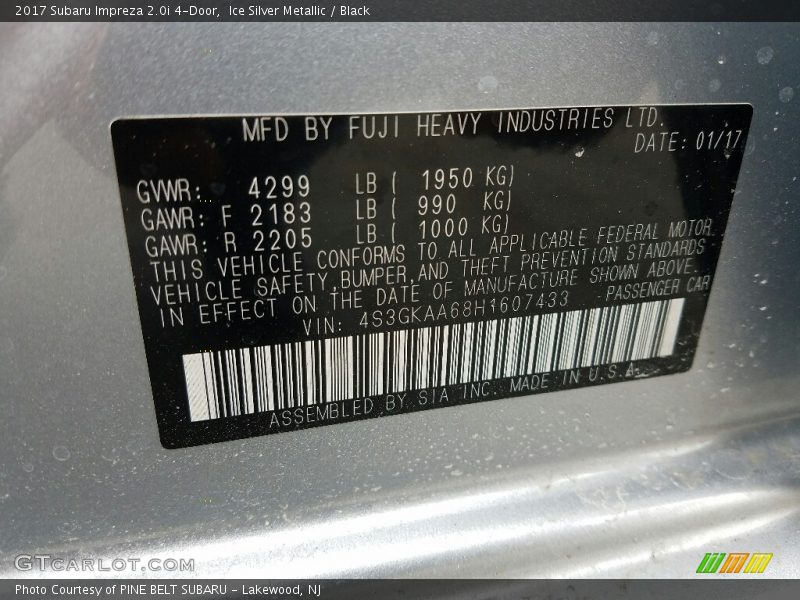 2017 Subaru Impreza 2.0i 4-Door, Ice Silver Metallic / Black
MFD BY FUJI HEAVY INDUSTRIES LTD.
DATE: 01/17
GVWR: 4299 LB ( 1950 KG)
GAWR: F 2183 LB ( 990 KG)
GAWR: R 2205 LB ( 1000 KG)
THIS VEHICLE CONFORMS TO ALL APPLICABLE FEDERAL MOTOR
VEHICLE SAFETY,BUMPER,AND THEFT PREVENTION STANDARDS
IN EFFECT ON THE DATE OF MANUFACTURE SHOWN ABOVE.
VIN: 4S3GKAA68H1607433 PASSENGER CAR
ASSEMBLED BY SIA INC. MADE IN U.S.A.
GTCarLot.com
Photo Courtesy of PINE BELT SUBARU - Lakewood, NJ